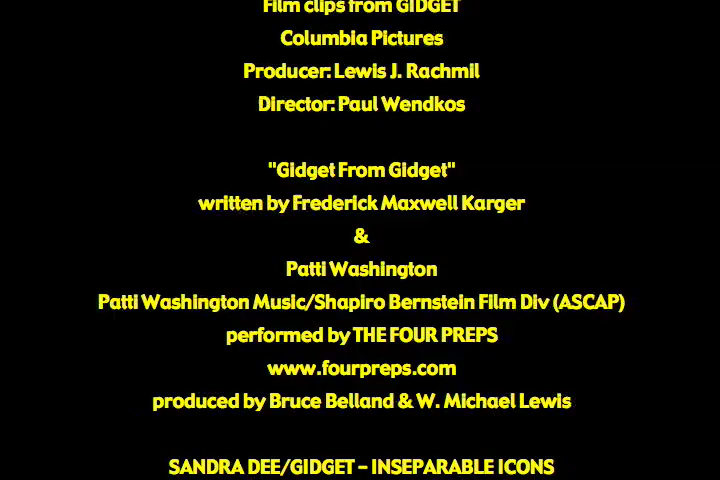 Film clips from GIDGET
Columbia Pictures
Producer: Lewis J. Rachmil
Director: Paul Wendkos
"Gidget From Gidget"
written by Frederick Maxwell Karger
&
Patti Washington
Patti Washington Music/Shapiro Bernstein Film Div (ASCAP)
performed by THE FOUR PREPS
www.fourpreps.com
produced by Bruce Belland & W. Michael Lewis
SANDRA DEE/GIDGET - INSEPARABLE ICONS